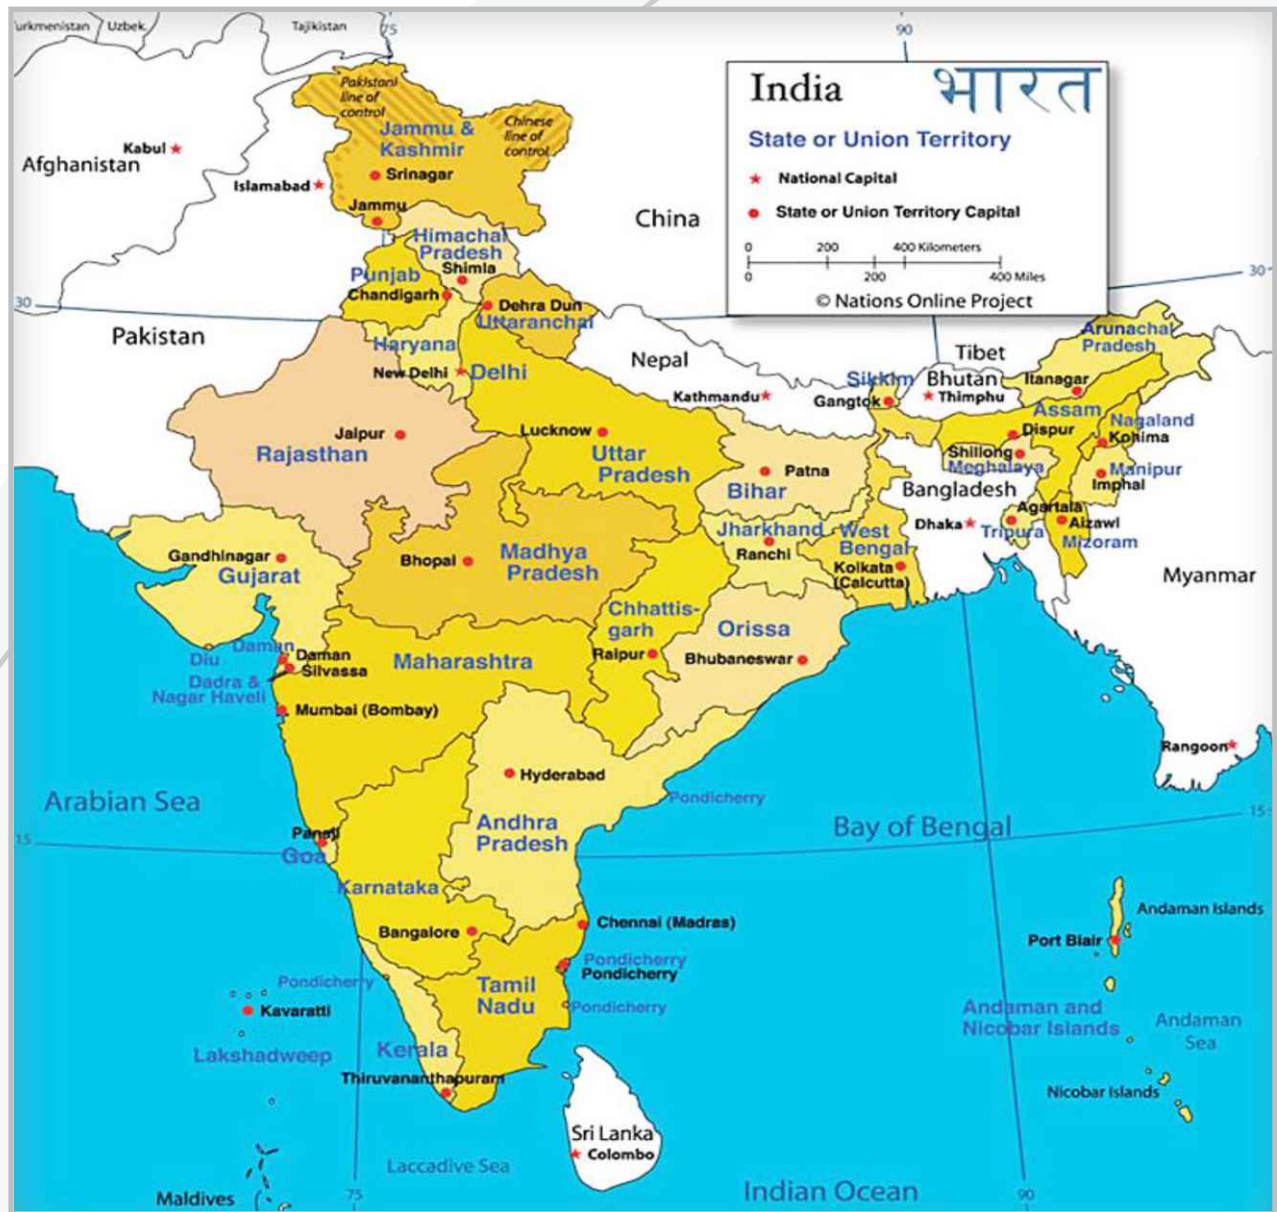 urkmenistan
Uzbek.
Tajikistan
75
90
Pakistani
line of
control
Chinese
line of
control
Jammu &
Kashmir
Srinagar
Jammu
Kabul
Afghanistan
Islamabad
China
India
भारत
State or Union Territory
National Capital
State or Union Territory Capital
0 200 400 Kilometers
0 200 400 Miles
© Nations Online Project
Himachal
Pradesh
Shimla
Punjab
Chandigarh
Dehra Dun
Uttaranchal
30
30
Pakistan
Haryana
New Delhi
Delhi
Nepal
Kathmandu
Tibet
Sikkim
Gangtok
Bhutan
Thimphu
Arunachal
Pradesh
Itanagar
Assam
Dispur
Nagaland
Kohima
Shillong
Meghalaya
Manipur
Imphal
Jaipur
Rajasthan
Lucknow
Uttar
Pradesh
Patna
Bihar
Bangladesh
Dhaka
Agartala
Tripura
Aizawl
Mizoram
Myanmar
Jharkhand
Ranchi
West
Bengal
Kolkata
(Calcutta)
Gandhinagar
Gujarat
Bhopal
Madhya
Pradesh
Chhattis-
garh
Raipur
Orissa
Bhubaneswar
Daman
Diu
Daman
Silvassa
Dadra &
Nagar Haveli
Maharashtra
Mumbai (Bombay)
Rangoon
Hyderabad
Arabian Sea
Pondicherry
Bay of Bengal
15
15
Panaji
Goa
Andhra
Pradesh
Karnataka
Bangalore
Chennai (Madras)
Andaman Islands
Port Blair
Pondicherry
Pondicherry
Pondicherry
Tamil
Nadu
Pondicherry
Kavaratti
Lakshadweep
Kerala
Thiruvananthapuram
Andaman and
Nicobar Islands
Andaman
Sea
Nicobar Islands
Sri Lanka
Colombo
Laccadive Sea
Maldives
75
Indian Ocean
90